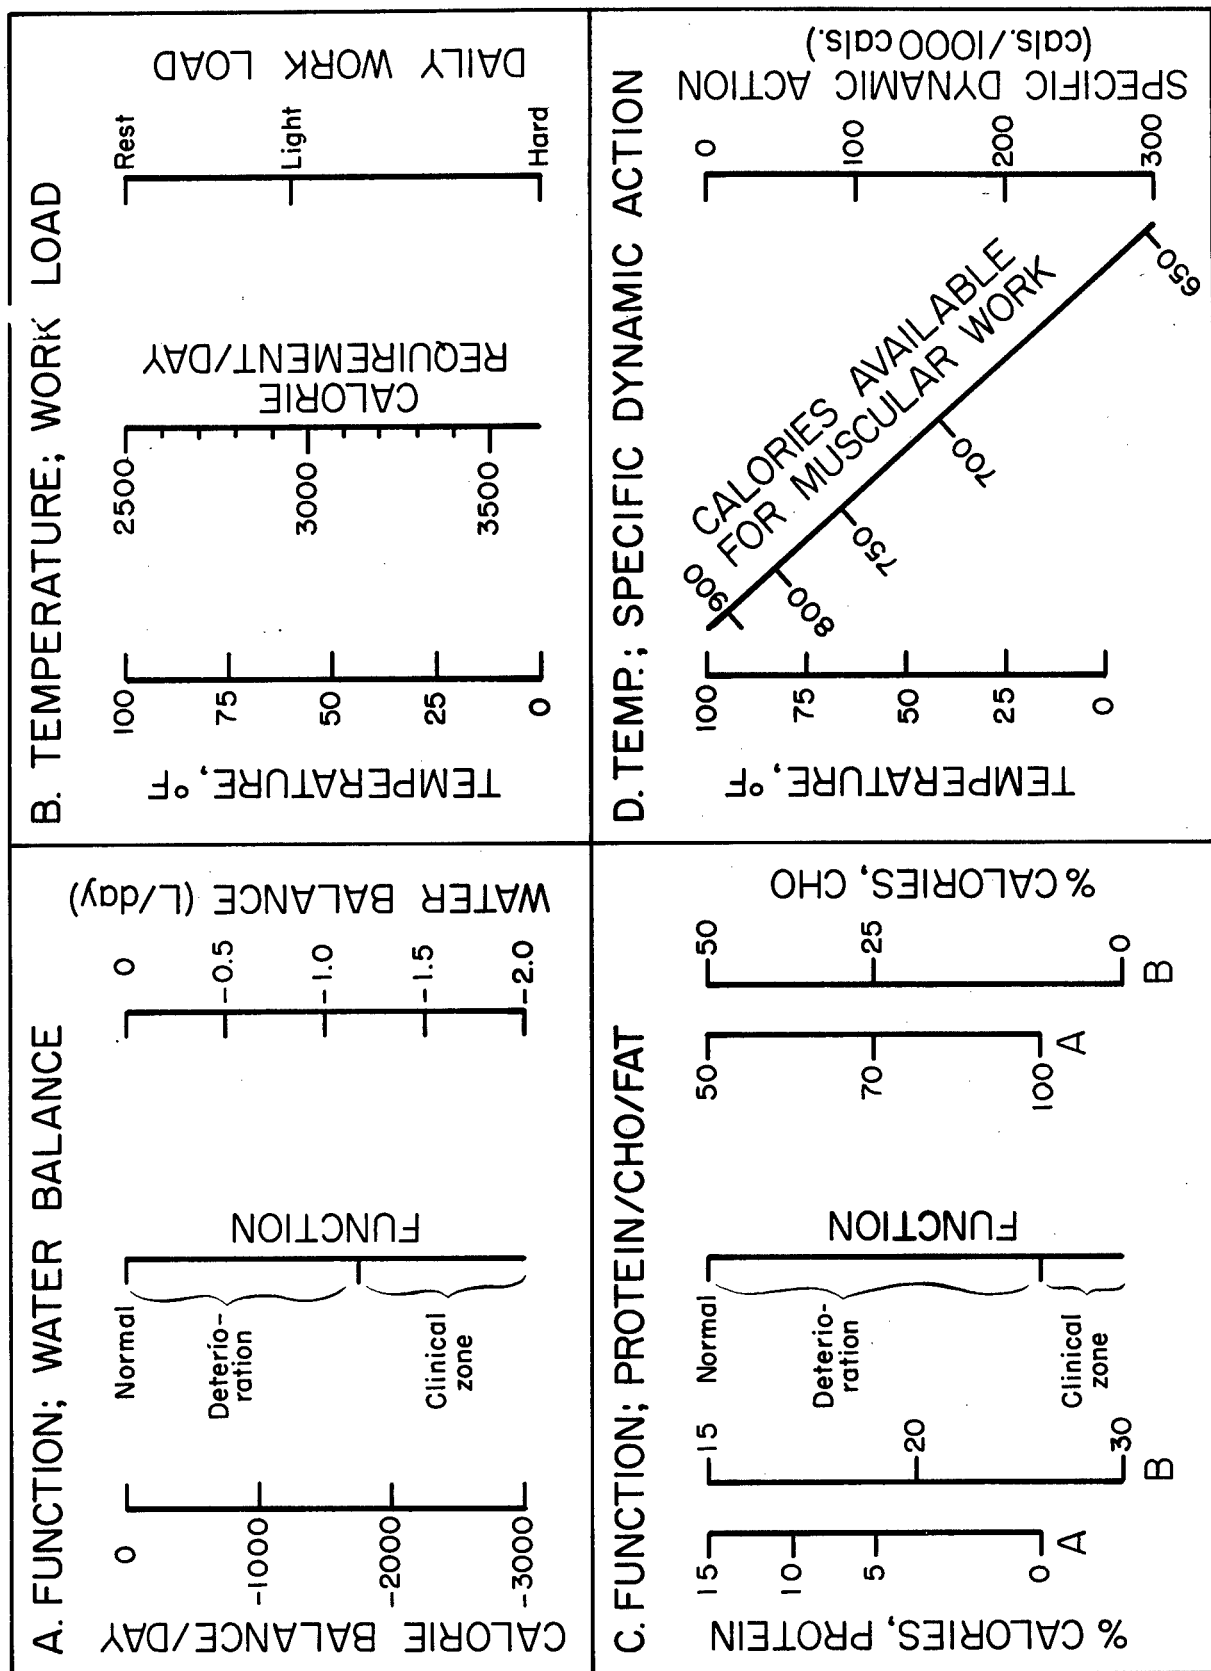 A. FUNCTION; WATER BALANCE
CALORIE BALANCE/DAY
0
-1000
-2000
-3000
Normal
Deterio-
ration
Clinical
zone
FUNCTION
0
-0.5
-1.0
-1.5
-2.0
WATER BALANCE (L/day)
B. TEMPERATURE; WORK LOAD
TEMPERATURE, °F
100
75
50
25
0
2500
3000
3500
CALORIE
REQUIREMENT/DAY
Rest
Light
Hard
DAILY WORK LOAD
C. FUNCTION; PROTEIN/CHO/FAT
% CALORIES, PROTEIN
15
10
5
0
A
15
20
30
B
Normal
Deterio-
ration
Clinical
zone
FUNCTION
50
70
100
A
50
25
0
B
% CALORIES, CHO
D. TEMP.; SPECIFIC DYNAMIC ACTION
TEMPERATURE, °F
100
75
50
25
0
900
800
750
700
650
CALORIES AVAILABLE
FOR MUSCULAR WORK
0
100
200
300
SPECIFIC DYNAMIC ACTION
(cals./1000 cals.)